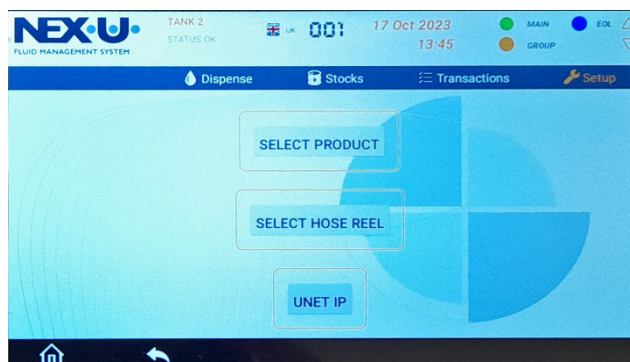 NEX·U·
FLUID MANAGEMENT SYSTEM
TANK 2
STATUS OK
UK
001
17 Oct 2023
13:45
MAIN
GROUP
EOL
Dispense
Stocks
Transactions
Setup
SELECT PRODUCT
SELECT HOSE REEL
UNET IP